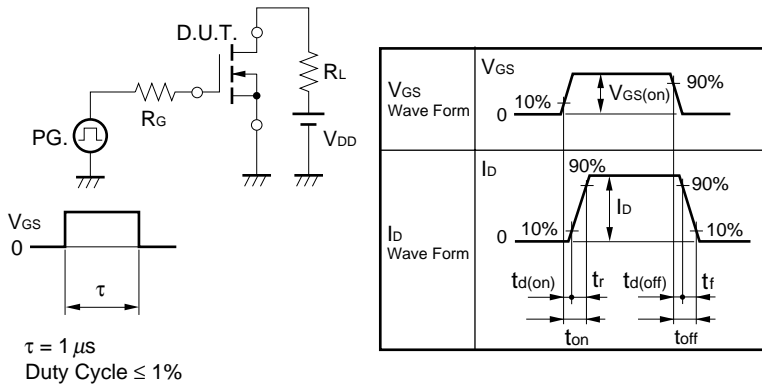 D.U.T.
RL
RG
VDD
PG.
VGS
0
τ
τ = 1 μs
Duty Cycle ≤ 1%
VGS
Wave Form
VGS
10%
0
VGS(on)
90%
ID
Wave Form
ID
90%
90%
ID
10%
0
10%
td(on)
tr
td(off)
tf
ton
toff